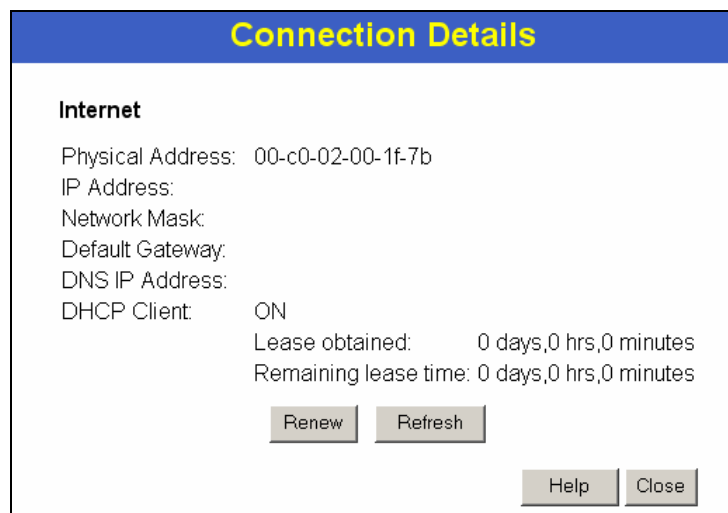 Connection Details
Internet
Physical Address: 00-c0-02-00-1f-7b
IP Address:
Network Mask:
Default Gateway:
DNS IP Address:
DHCP Client: ON
Lease obtained: 0 days,0 hrs,0 minutes
Remaining lease time: 0 days,0 hrs,0 minutes
Renew Refresh
Help Close